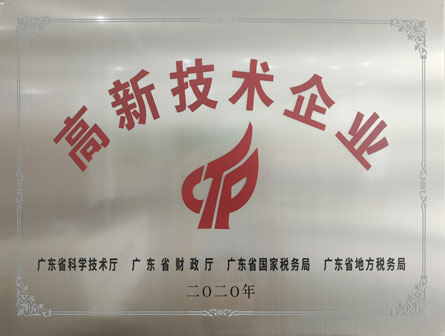 高新技术企业
广东省科学技术厅 广东省财政厅 广东省国家税务局 广东省地方税务局
二〇二〇年